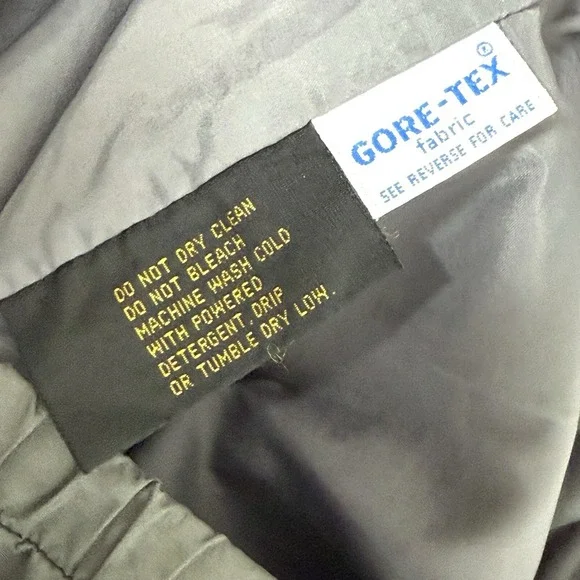 GORE-TEX®
fabric
SEE REVERSE FOR CARE
DO NOT DRY CLEAN
DO NOT BLEACH
MACHINE WASH COLD
WITH POWERED
DETERGENT, DRIP
OR TUMBLE DRY LOW.